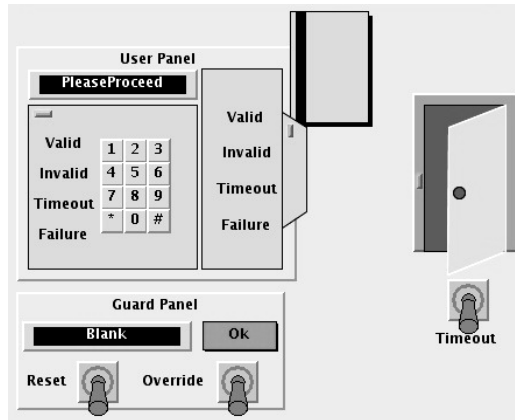 User Panel
PleaseProceed
Valid
Invalid
Timeout
Failure
1 2 3
4 5 6
7 8 9
* 0 #
Valid
Invalid
Timeout
Failure
Guard Panel
Blank
Ok
Reset
Override
Timeout